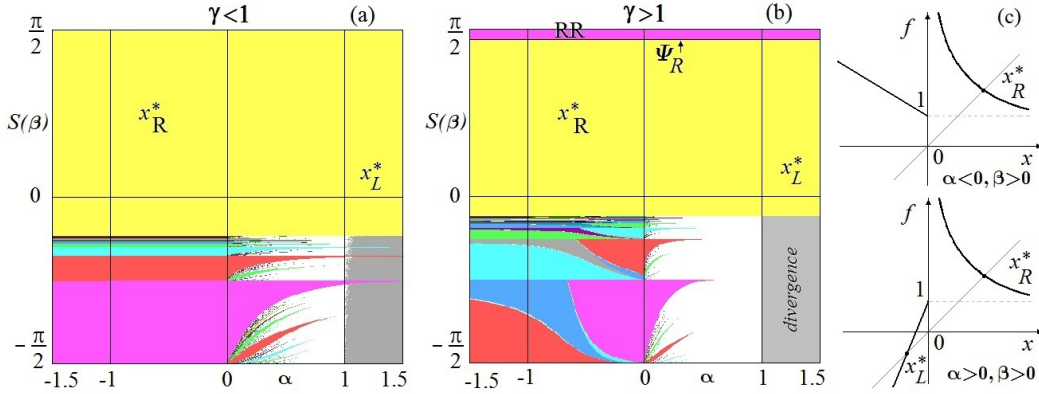 γ<1 (a)
π/2
S(β)
0
-π/2
x*R
x*L
-1.5 -1 0 α 1 1.5
γ>1 (b)
π/2
S(β)
0
-π/2
RR
ΨR
x*R
x*L
divergence
-1.5 -1 0 α 1 1.5
(c)
f
x*R
1
0 x
α<0, β>0
f
x*R
1
0 x
x*L α>0, β>0